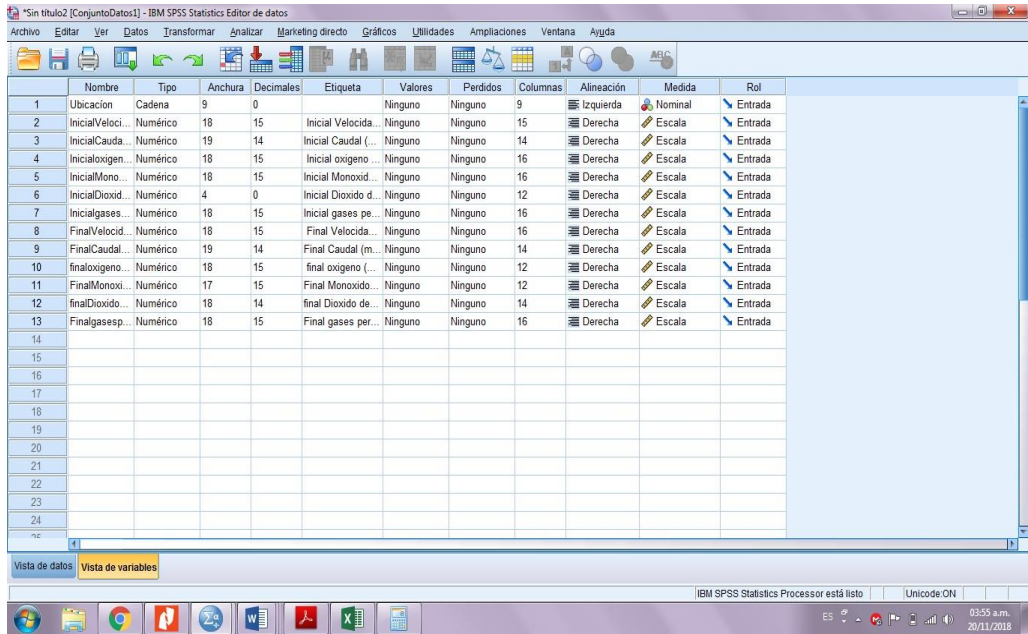 *Sin título2 [ConjuntoDatos1] - IBM SPSS Statistics Editor de datos
Archivo Editar Ver Datos Transformar Analizar Marketing directo Gráficos Utilidades Ampliaciones Ventana Ayuda
Nombre Tipo Anchura Decimales Etiqueta Valores Perdidos Columnas Alineación Medida Rol
1 Ubicacíon Cadena 9 0 Ninguno Ninguno 9 Izquierda Nominal Entrada
2 InicialVeloci... Numérico 18 15 Inicial Velocida... Ninguno Ninguno 15 Derecha Escala Entrada
3 InicialCauda... Numérico 19 14 Inicial Caudal (... Ninguno Ninguno 14 Derecha Escala Entrada
4 Inicialoxigen... Numérico 18 15 Inicial oxigeno ... Ninguno Ninguno 16 Derecha Escala Entrada
5 InicialMono... Numérico 18 15 Inicial Monoxid... Ninguno Ninguno 16 Derecha Escala Entrada
6 InicialDioxid... Numérico 4 0 Inicial Dioxido d... Ninguno Ninguno 12 Derecha Escala Entrada
7 Inicialgases... Numérico 18 15 Inicial gases pe... Ninguno Ninguno 16 Derecha Escala Entrada
8 FinalVelocid... Numérico 18 15 Final Velocida... Ninguno Ninguno 16 Derecha Escala Entrada
9 FinalCaudal... Numérico 19 14 Final Caudal (m... Ninguno Ninguno 14 Derecha Escala Entrada
10 finaloxigeno... Numérico 18 15 final oxigeno (... Ninguno Ninguno 12 Derecha Escala Entrada
11 FinalMonoxi... Numérico 17 15 Final Monoxido... Ninguno Ninguno 12 Derecha Escala Entrada
12 finalDioxido... Numérico 18 14 final Dioxido de... Ninguno Ninguno 14 Derecha Escala Entrada
13 Finalgasesp... Numérico 18 15 Final gases per... Ninguno Ninguno 16 Derecha Escala Entrada
14
15
16
17
18
19
20
21
22
23
24
Vista de datos Vista de variables
IBM SPSS Statistics Processor está listo Unicode:ON
ES 03:55 a.m.
20/11/2018